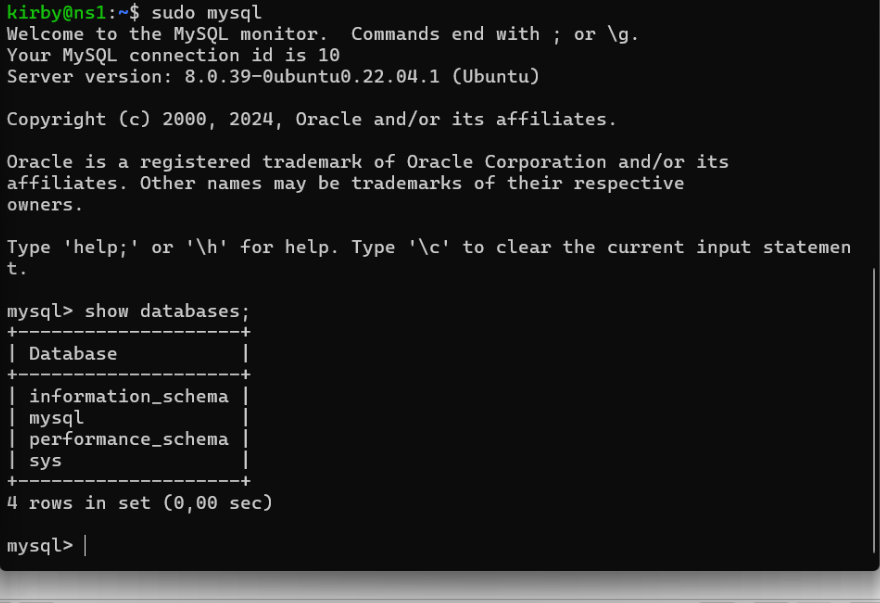 kirby@ns1:~$ sudo mysql
Welcome to the MySQL monitor.  Commands end with ; or \g.
Your MySQL connection id is 10
Server version: 8.0.39-0ubuntu0.22.04.1 (Ubuntu)

Copyright (c) 2000, 2024, Oracle and/or its affiliates.

Oracle is a registered trademark of Oracle Corporation and/or its
affiliates. Other names may be trademarks of their respective
owners.

Type 'help;' or '\h' for help. Type '\c' to clear the current input statemen
t.

mysql> show databases;
+--------------------+
| Database           |
+--------------------+
| information_schema |
| mysql              |
| performance_schema |
| sys                |
+--------------------+
4 rows in set (0,00 sec)

mysql>